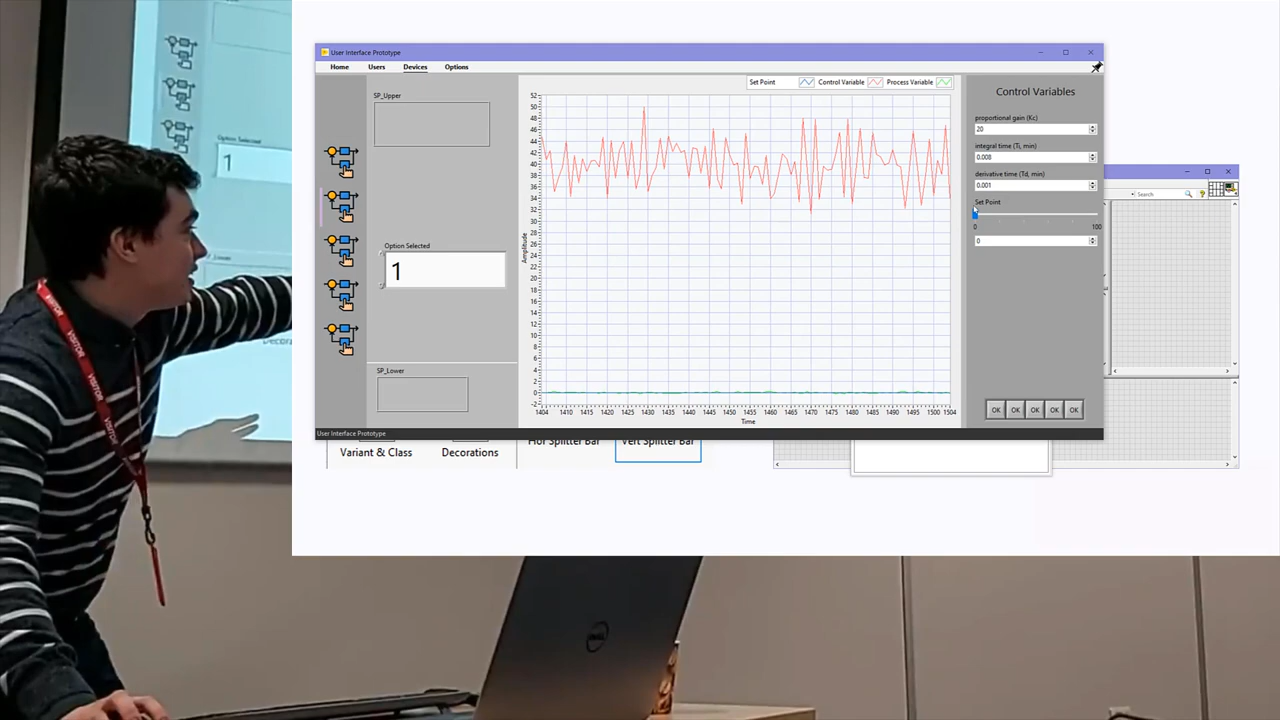 User Interface Prototype
Home Users Devices Options
SP_Upper
Option Selected
1
SP_Lower
Set Point Control Variable Process Variable
52
50
48
46
44
42
40
38
36
34
32
30
28
26
24
22
20
18
16
14
12
10
8
6
4
2
0
-2
Amplitude
1404 1410 1415 1420 1425 1430 1435 1440 1445 1450 1455 1460 1465 1470 1475 1480 1485 1490 1495 1500 1504
Time
Control Variables
proportional gain (Kc)
20
integral time (Ti, min)
0.008
derivative time (Td, min)
0.001
Set Point
0 100
0
OK OK OK OK OK
User Interface Prototype
Search
Variant & Class Decorations Hor Splitter Bar Vert Splitter Bar
Option Selected
1
VISITOR
VISITOR
DELL